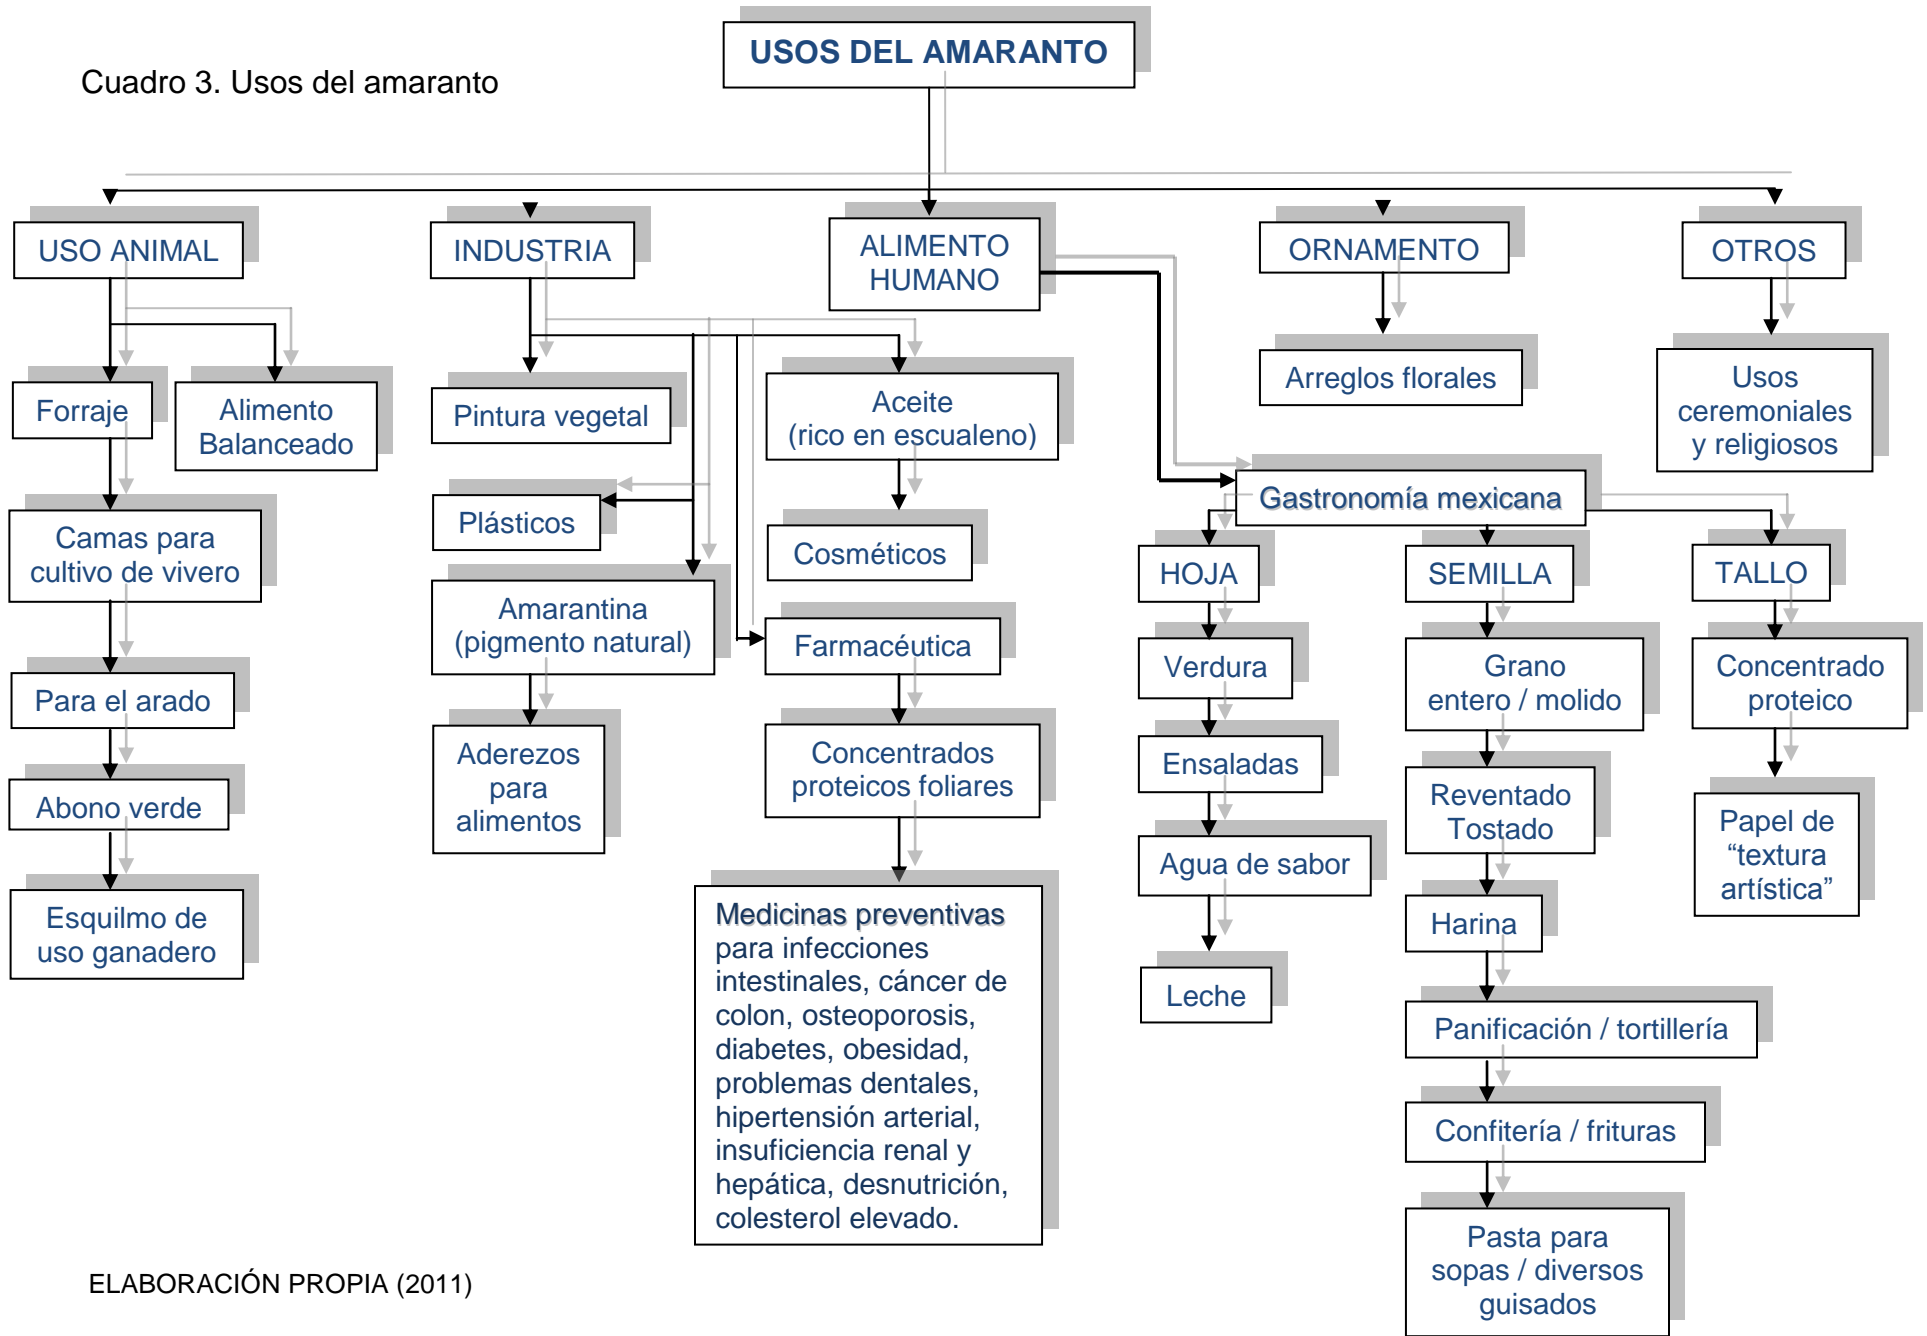 USOS DEL AMARANTO
Cuadro 3. Usos del amaranto
USO ANIMAL
INDUSTRIA
ALIMENTO
HUMANO
ORNAMENTO
OTROS
Forraje
Alimento
Balanceado
Camas para
cultivo de vivero
Para el arado
Abono verde
Esquilmo de
uso ganadero
Pintura vegetal
Plásticos
Amarantina
(pigmento natural)
Aderezos
para
alimentos
Aceite
(rico en escualeno)
Cosméticos
Farmacéutica
Concentrados
proteicos foliares
Medicinas preventivas
para infecciones
intestinales, cáncer de
colon, osteoporosis,
diabetes, obesidad,
problemas dentales,
hipertensión arterial,
insuficiencia renal y
hepática, desnutrición,
colesterol elevado.
Arreglos florales
Usos
ceremoniales
y religiosos
Gastronomía mexicana
HOJA
Verdura
Ensaladas
Agua de sabor
Leche
SEMILLA
Grano
entero / molido
Reventado
Tostado
Harina
Panificación / tortillería
Confitería / frituras
Pasta para
sopas / diversos
guisados
TALLO
Concentrado
proteico
Papel de
“textura
artística”
ELABORACIÓN PROPIA (2011)